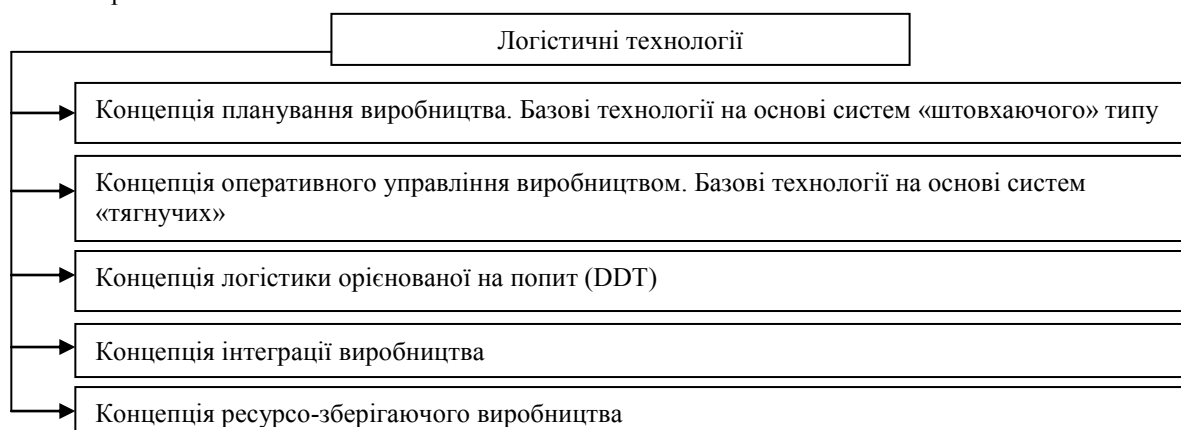 Логістичні технології
Концепція планування виробництва. Базові технології на основі систем «штовхаючого» типу
Концепція оперативного управління виробництвом. Базові технології на основі систем
«тягнучих»
Концепція логістики орієнованої на попит (DDT)
Концепція інтеграції виробництва
Концепція ресурсо-зберігаючого виробництва